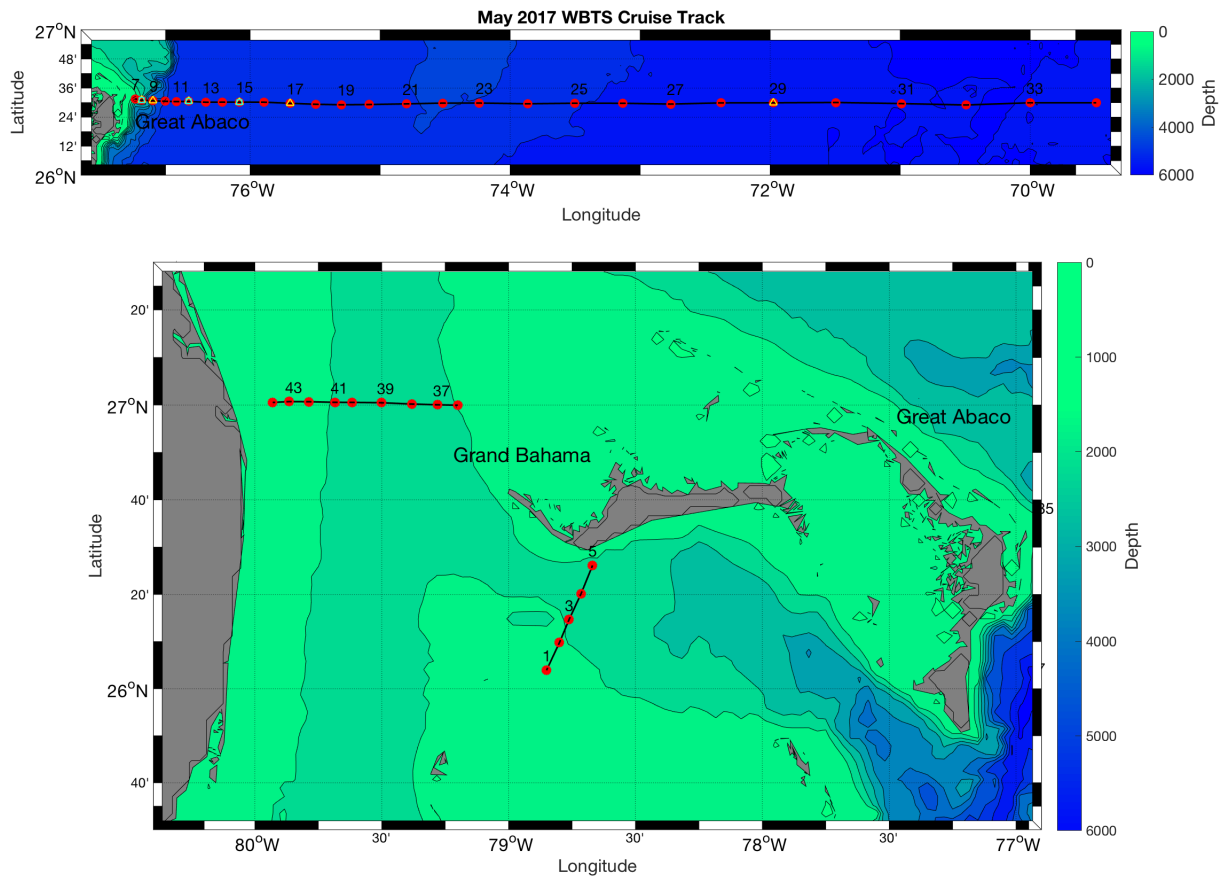 May 2017 WBTS Cruise Track
27°N
48'
36'
24'
12'
26°N
Latitude
7 9 11 13 15 17 19 21 23 25 27 29 31 33
Great Abaco
76°W 74°W 72°W 70°W
Longitude
0
2000
4000
6000
Depth
20'
27°N
40'
20'
26°N
40'
Latitude
43 41 39 37
Great Abaco
Grand Bahama
35
5
3
1
7
80°W 30' 79°W 30' 78°W 30' 77°W
Longitude
0
1000
2000
3000
4000
5000
6000
Depth